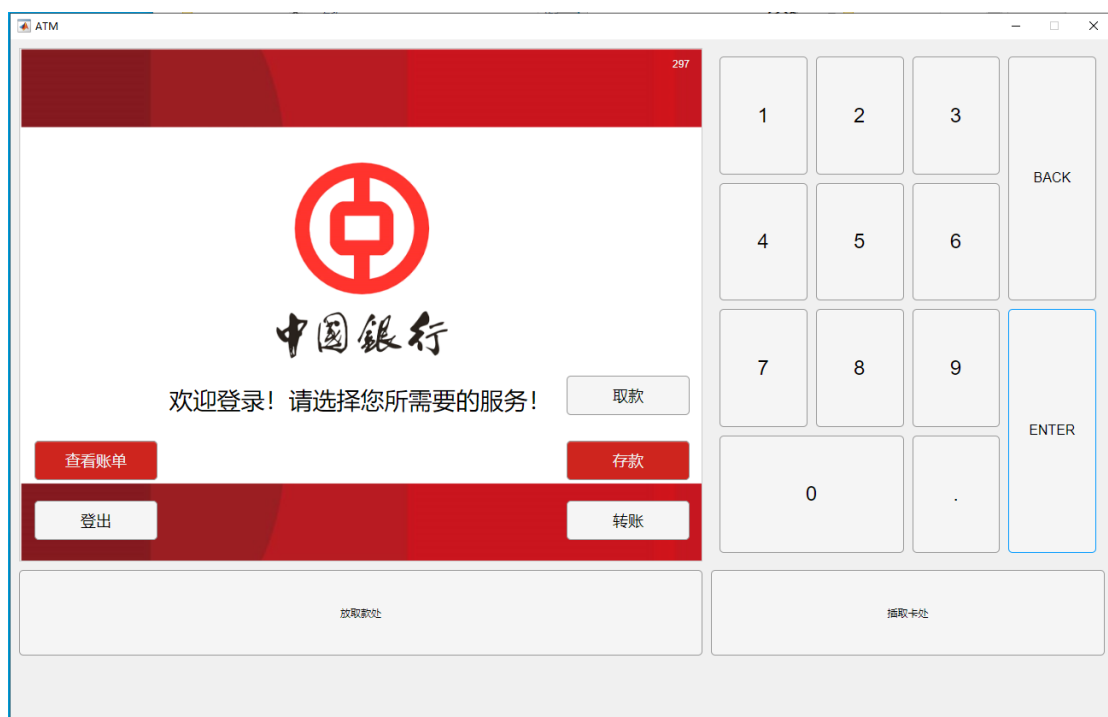 ATM
297
中國銀行
欢迎登录！请选择您所需要的服务！
取款
查看账单
存款
登出
转账
1 2 3
BACK
4 5 6
7 8 9
ENTER
0 .
放取款处
插取卡处